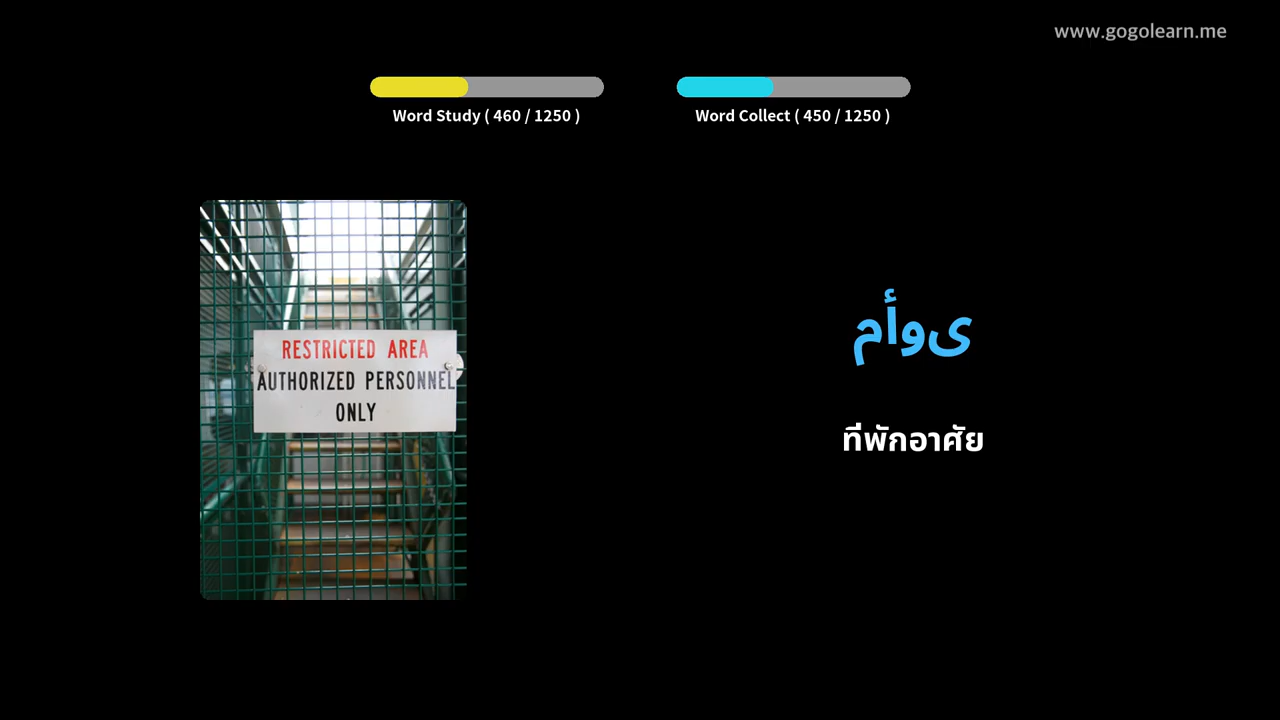 www.gogolearn.me
Word Study ( 460 / 1250 )
Word Collect ( 450 / 1250 )
RESTRICTED AREA
AUTHORIZED PERSONNEL
ONLY
ىوأم
ที่พักอาศัย